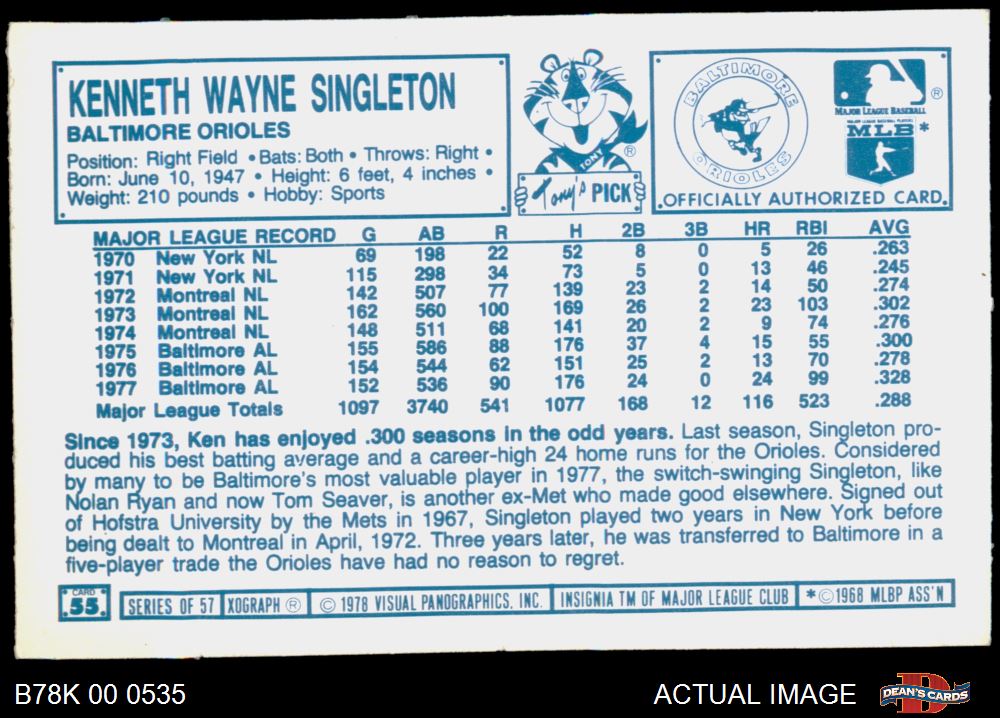 KENNETH WAYNE SINGLETON
BALTIMORE ORIOLES
Position: Right Field • Bats: Both • Throws: Right •
Born: June 10, 1947 • Height: 6 feet, 4 inches •
Weight: 210 pounds • Hobby: Sports
TONY
®
Tony's PICK
BALTIMORE
ORIOLES
®
MAJOR LEAGUE BASEBALL
MAJOR LEAGUE BASEBALL PLAYERS
MLB *
OFFICIALLY AUTHORIZED CARD.
MAJOR LEAGUE RECORD G AB R H 2B 3B HR RBI AVG
1970 New York NL 69 198 22 52 8 0 5 26 .263
1971 New York NL 115 298 34 73 5 0 13 46 .245
1972 Montreal NL 142 507 77 139 23 2 14 50 .274
1973 Montreal NL 162 560 100 169 26 2 23 103 .302
1974 Montreal NL 148 511 68 141 20 2 9 74 .276
1975 Baltimore AL 155 586 88 176 37 4 15 55 .300
1976 Baltimore AL 154 544 62 151 25 2 13 70 .278
1977 Baltimore AL 152 536 90 176 24 0 24 99 .328
Major League Totals 1097 3740 541 1077 168 12 116 523 .288
Since 1973, Ken has enjoyed .300 seasons in the odd years. Last season, Singleton pro-
duced his best batting average and a career-high 24 home runs for the Orioles. Considered
by many to be Baltimore's most valuable player in 1977, the switch-swinging Singleton, like
Nolan Ryan and now Tom Seaver, is another ex-Met who made good elsewhere. Signed out
of Hofstra University by the Mets in 1967, Singleton played two years in New York before
being dealt to Montreal in April, 1972. Three years later, he was transferred to Baltimore in a
five-player trade the Orioles have had no reason to regret.
CARD
55
SERIES OF 57 XOGRAPH ® © 1978 VISUAL PANOGRAPHICS, INC. INSIGNIA TM OF MAJOR LEAGUE CLUB *©1968 MLBP ASS'N
B78K 00 0535 ACTUAL IMAGE DEAN'S CARDS